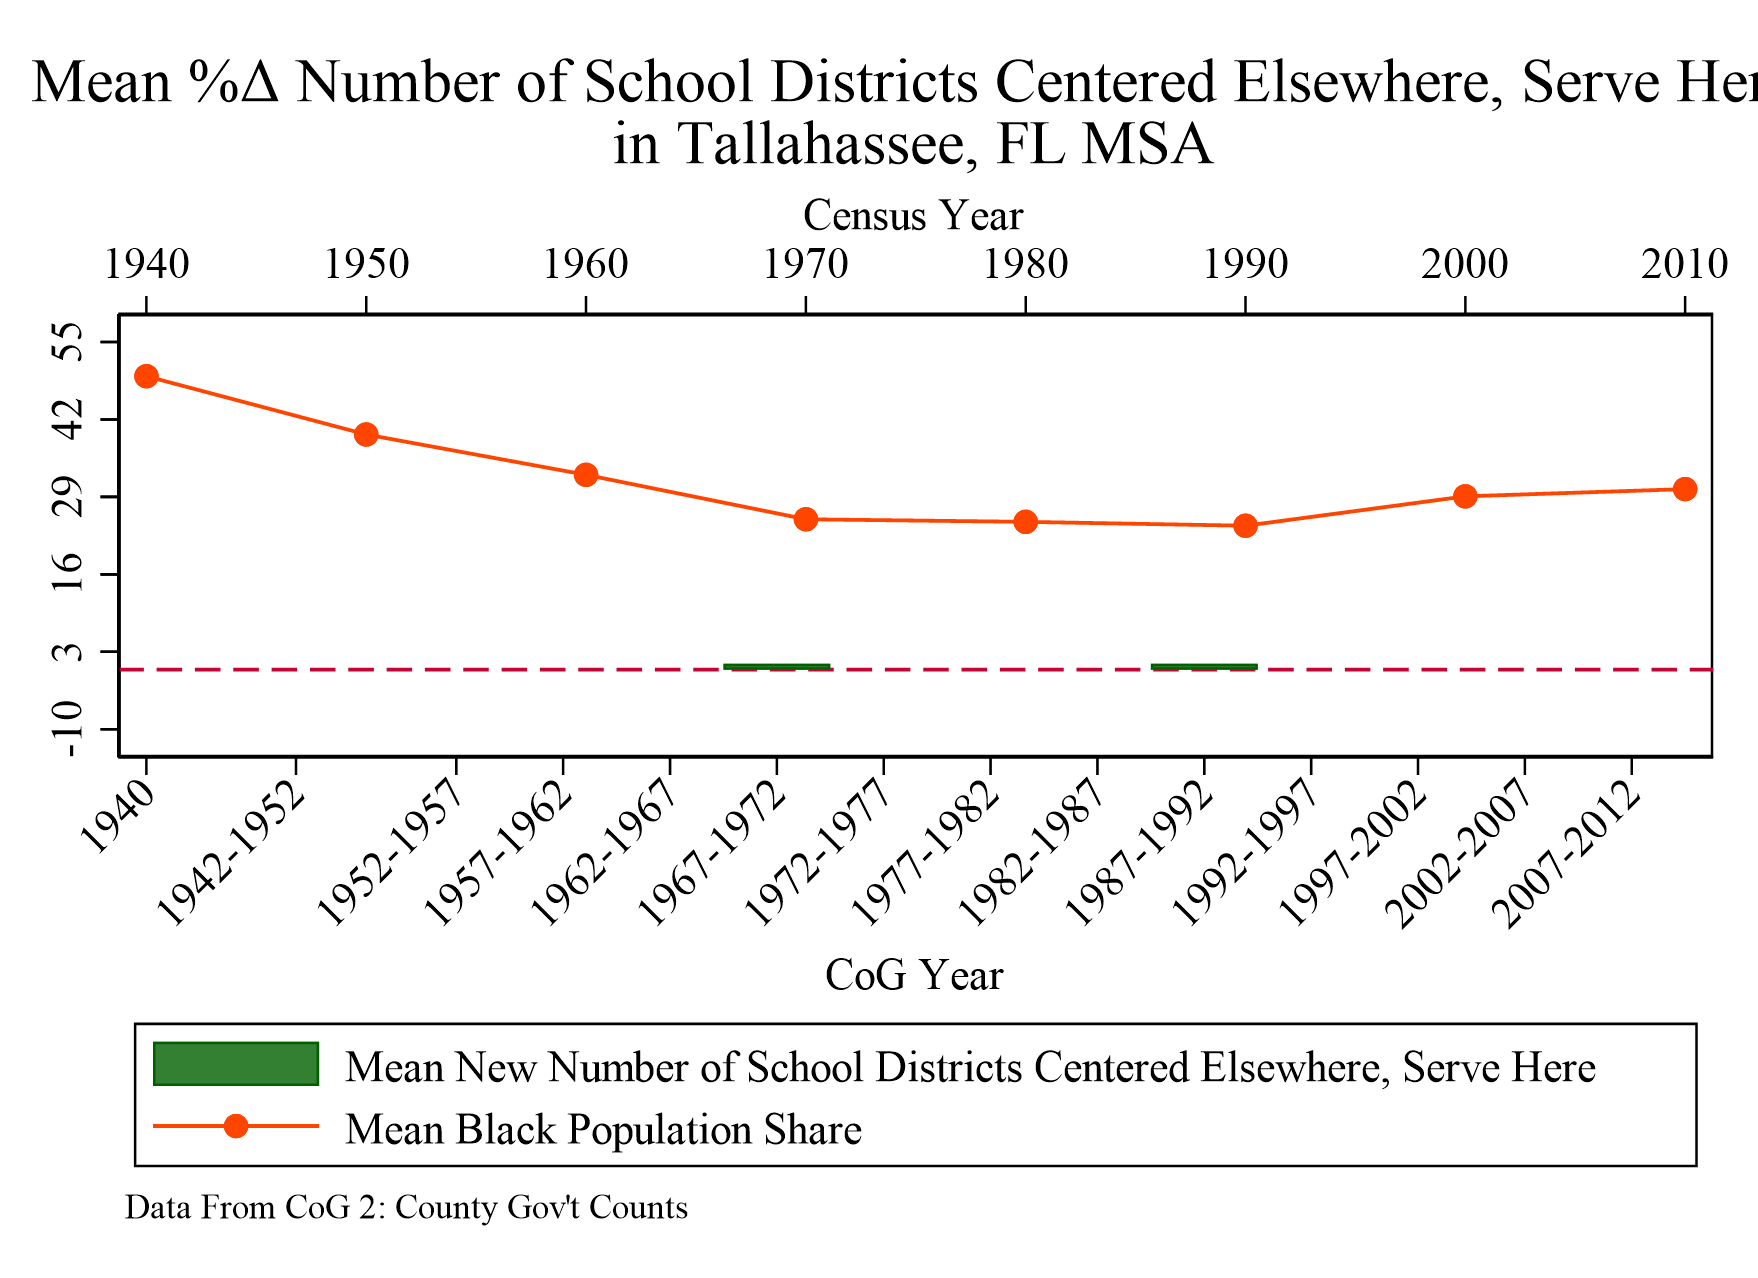 Mean %Δ Number of School Districts Centered Elsewhere, Serve Her
in Tallahassee, FL MSA
Census Year
1940 1950 1960 1970 1980 1990 2000 2010
55
42
29
16
3
-10
1940 1942-1952 1952-1957 1957-1962 1962-1967 1967-1972 1972-1977 1977-1982 1982-1987 1987-1992 1992-1997 1997-2002 2002-2007 2007-2012
CoG Year
Mean New Number of School Districts Centered Elsewhere, Serve Here
Mean Black Population Share
Data From CoG 2: County Gov't Counts